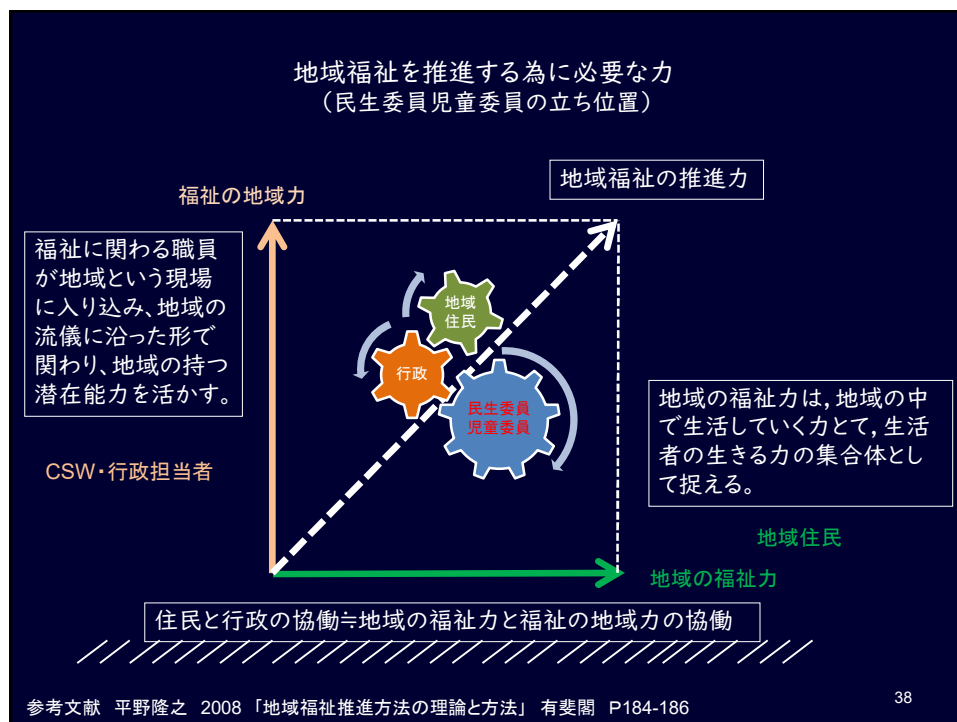 地域福祉を推進する為に必要な力
（民生委員児童委員の立ち位置）
地域福祉の推進力
福祉の地域力
福祉に関わる職員
が地域という現場
に入り込み、地域の
流儀に沿った形で
関わり、地域の持つ
潜在能力を活かす。
地域
住民
行政
民生委員
児童委員
地域の福祉力は，地域の中
で生活していく力とて，生活
者の生きる力の集合体とし
て捉える。
CSW・行政担当者
地域住民
地域の福祉力
住民と行政の協働≒地域の福祉力と福祉の地域力の協働
参考文献 平野隆之 2008 「地域福祉推進方法の理論と方法」 有斐閣 P184-186
38